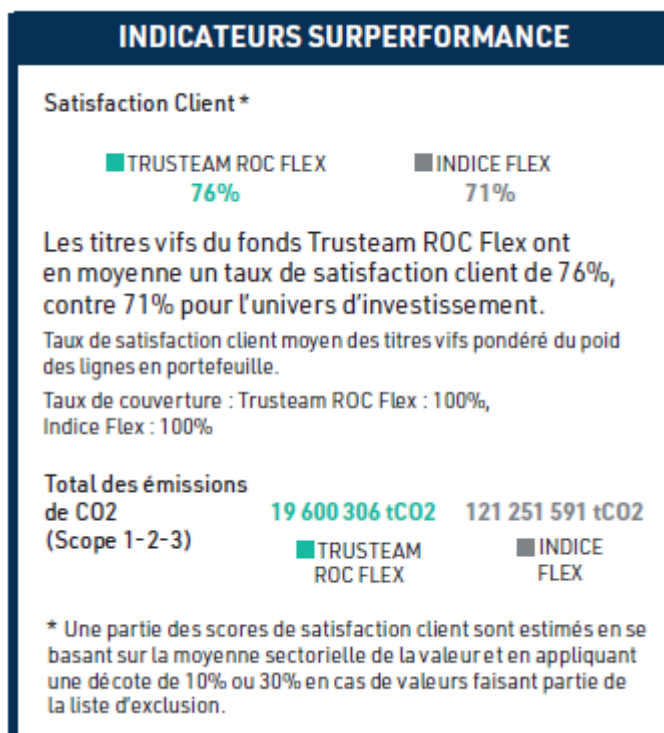 INDICATEURS SURPERFORMANCE
Satisfaction Client*
TRUSTEAM ROC FLEX INDICE FLEX
76% 71%
Les titres vifs du fonds Trusteam ROC Flex ont
en moyenne un taux de satisfaction client de 76%,
contre 71% pour l'univers d'investissement.
Taux de satisfaction client moyen des titres vifs pondéré du poid
des lignes en portefeuille.
Taux de couverture : Trusteam ROC Flex : 100%,
Indice Flex : 100%
Total des émissions
de CO2
(Scope 1-2-3)
19 600 306 tCO2 121 251 591 tCO2
TRUSTEAM
ROC FLEX
INDICE
FLEX
* Une partie des scores de satisfaction client sont estimés en se
basant sur la moyenne sectorielle de la valeur et en appliquant
une décote de 10% ou 30% en cas de valeurs faisant partie de
la liste d'exclusion.